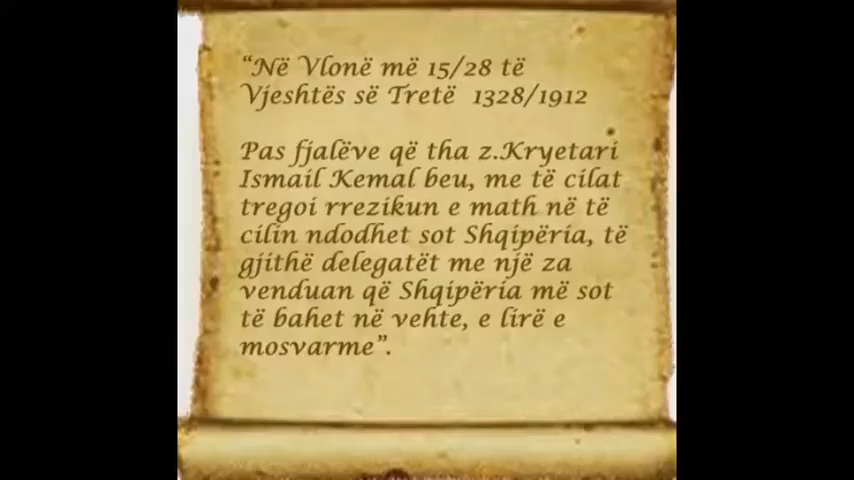 “Në Vlonë më 15/28 të
Vjeshtës së Tretë 1328/1912
Pas fjalëve që tha z.Kryetari
Ismail Kemal beu, me të cilat
tregoi rrezikun e math në të
cilin ndodhet sot Shqipëria, të
gjithë delegatët me një za
venduan që Shqipëria më sot
të bahet në vehte, e lirë e
mosvarme”.